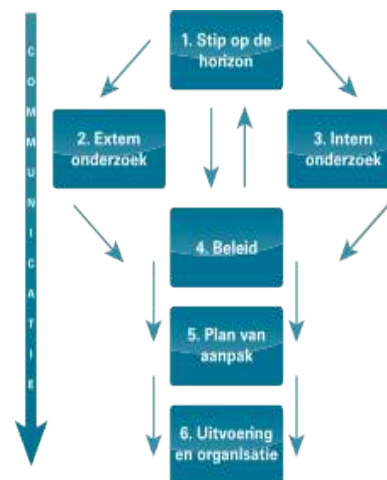 COMMUNICATIE
1. Stip op de
horizon
2. Extern
onderzoek
3. Intern
onderzoek
4. Beleid
5. Plan van
aanpak
6. Uitvoering
en organisatie